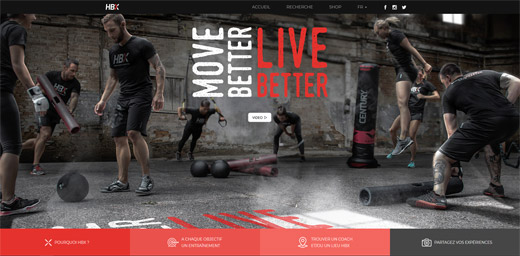 HBX
ACCUEIL
RECHERCHE
SHOP
FR
MOVE
BETTER
LIVE
BETTER
VIDEO
HBX
CENTURY
LIVE
POURQUOI HBX ?
A CHAQUE OBJECTIF
UN ENTRAÎNEMENT
TROUVER UN COACH
ET/OU UN LIEU HBX
PARTAGEZ VOS EXPÉRIENCES